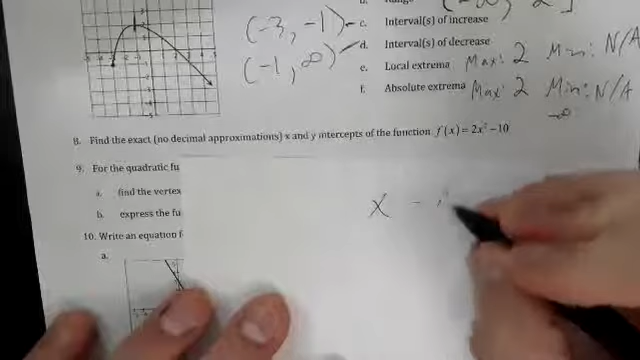 (-∞, 2]
(-3, -1) c. Interval(s) of increase
(-1, ∞) d. Interval(s) of decrease
e. Local extrema Max: 2 Min: N/A
f. Absolute extrema Max: 2 Min: N/A
-∞
8. Find the exact (no decimal approximations) x and y intercepts of the function f(x) = 2x² – 10
9. For the quadratic fu
a. find the vertex
b. express the fu
10. Write an equation f
a.
x -